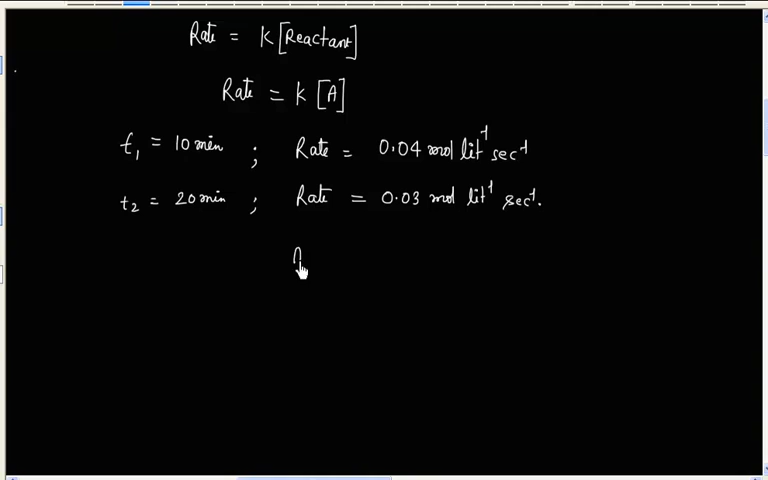 Rate = K [Reactant]
Rate = K [A]
t₁ = 10 min ; Rate = 0.04 mol lit⁻¹ sec⁻¹
t₂ = 20 min ; Rate = 0.03 mol lit⁻¹ sec⁻¹.